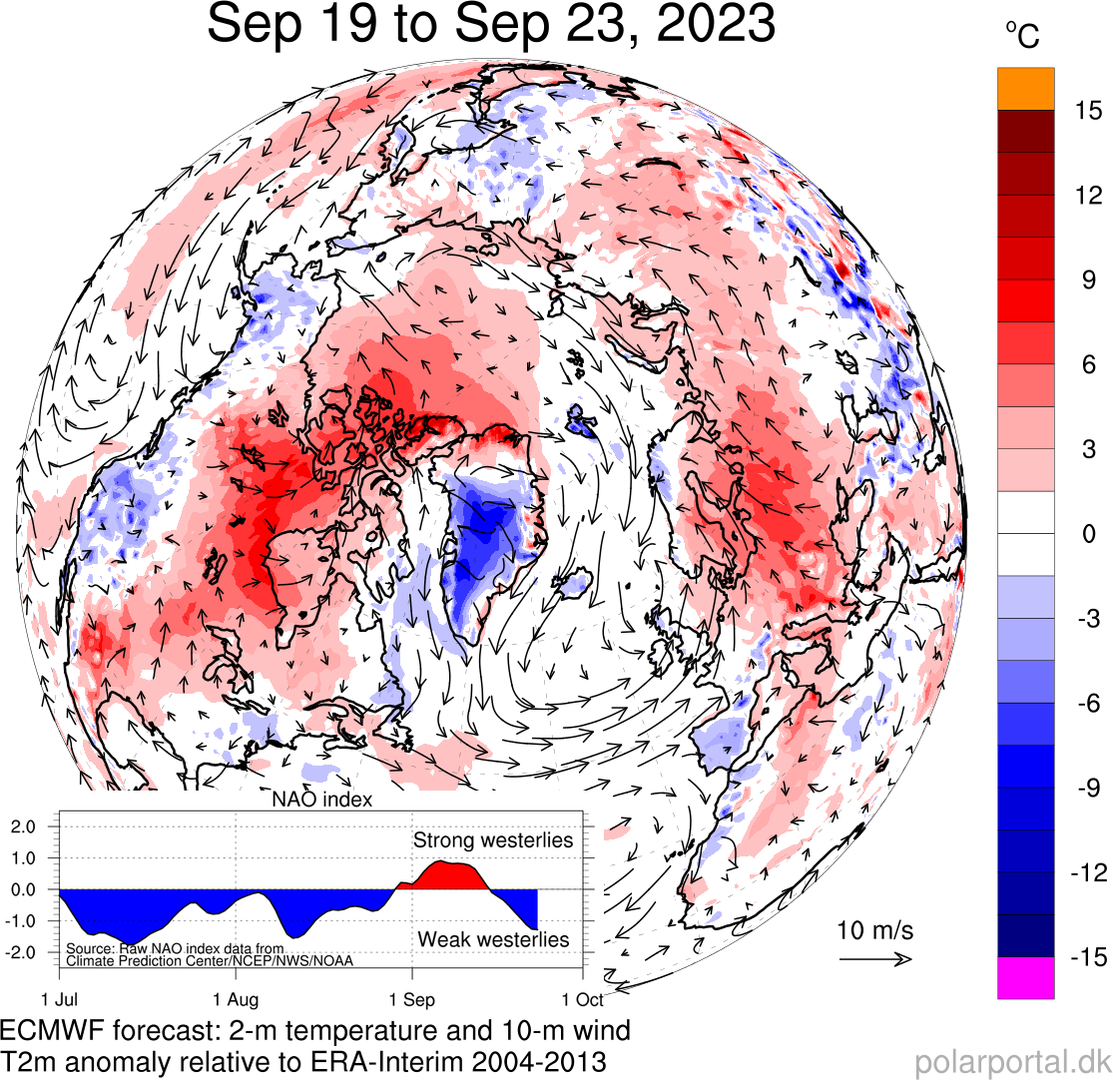 Sep 19 to Sep 23, 2023
°C
15
12
9
6
3
0
-3
-6
-9
-12
-15
NAO index
2.0
1.0
0.0
-1.0
-2.0
Strong westerlies
Weak westerlies
Source: Raw NAO index data from
Climate Prediction Center/NCEP/NWS/NOAA
1 Jul
1 Aug
1 Sep
1 Oct
10 m/s
ECMWF forecast: 2-m temperature and 10-m wind
T2m anomaly relative to ERA-Interim 2004-2013
polarportal.dk